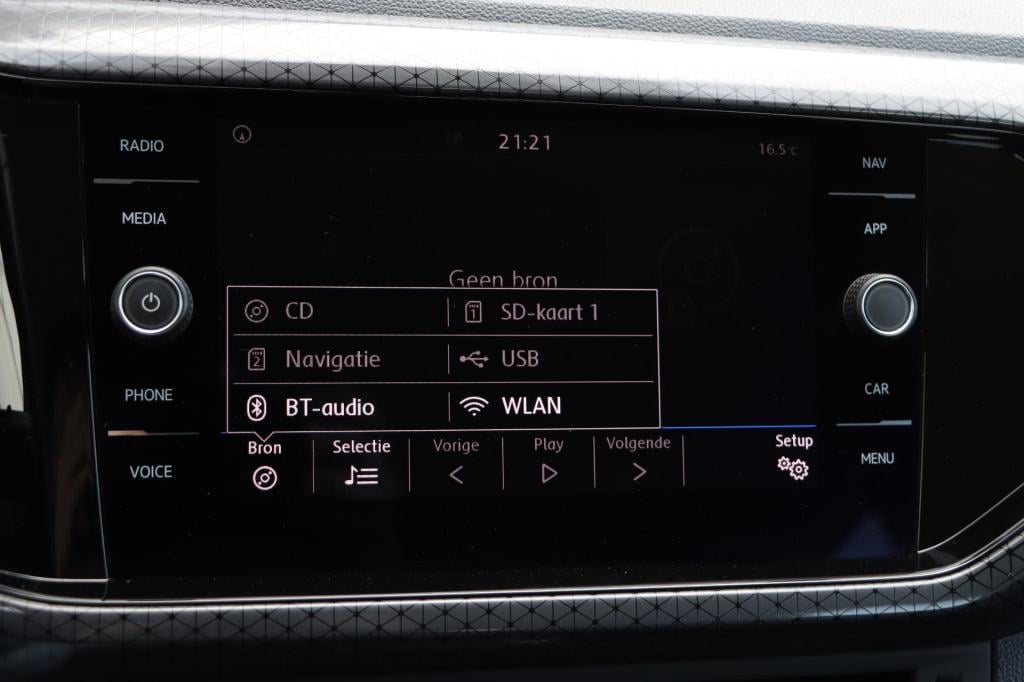 RADIO
MEDIA
PHONE
VOICE
21:21
16.5°C
Geen bron
CD
SD-kaart 1
Navigatie
USB
BT-audio
WLAN
Bron
Selectie
Vorige
Play
Volgende
Setup
NAV
APP
CAR
MENU